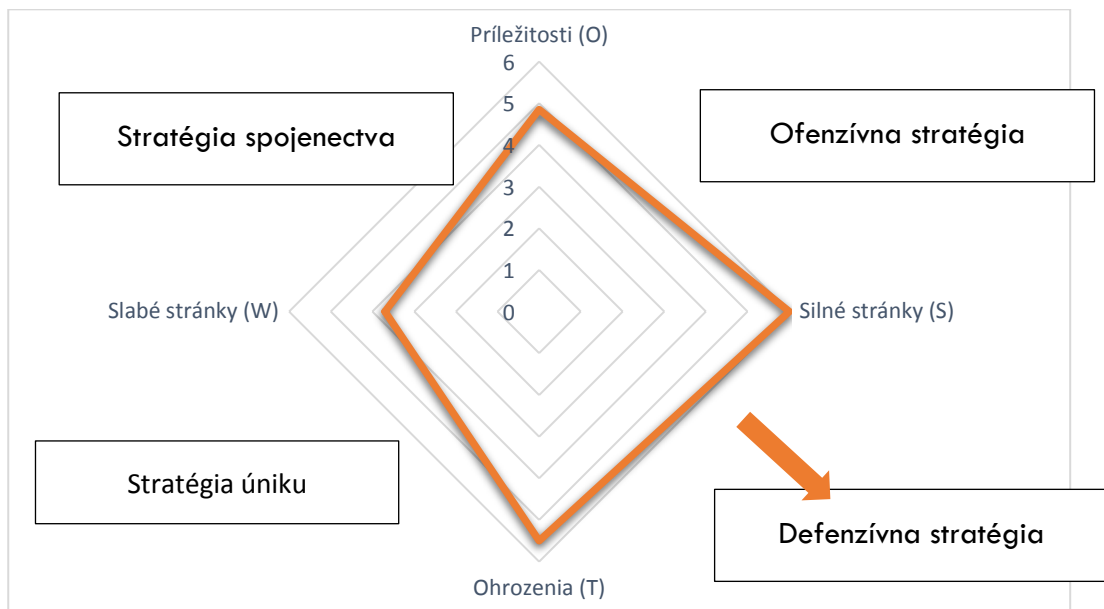 Príležitosti (O)
6
5
4
3
2
1
0
Stratégia spojenectva
Ofenzívna stratégia
Slabé stránky (W)
Silné stránky (S)
Stratégia úniku
Defenzívna stratégia
Ohrozenia (T)